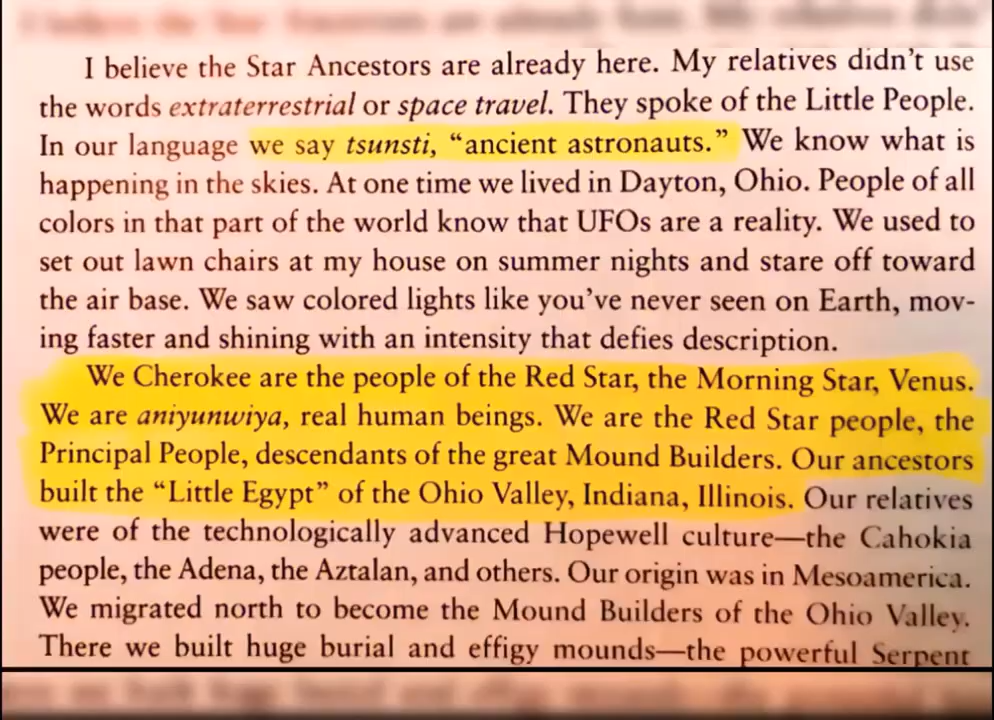 I believe the Star Ancestors are already here. My relatives didn't use
the words extraterrestrial or space travel. They spoke of the Little People.
In our language we say tsunsti, “ancient astronauts.” We know what is
happening in the skies. At one time we lived in Dayton, Ohio. People of all
colors in that part of the world know that UFOs are a reality. We used to
set out lawn chairs at my house on summer nights and stare off toward
the air base. We saw colored lights like you've never seen on Earth, mov-
ing faster and shining with an intensity that defies description.
We Cherokee are the people of the Red Star, the Morning Star, Venus.
We are aniyunwiya, real human beings. We are the Red Star people, the
Principal People, descendants of the great Mound Builders. Our ancestors
built the “Little Egypt” of the Ohio Valley, Indiana, Illinois. Our relatives
were of the technologically advanced Hopewell culture—the Cahokia
people, the Adena, the Aztalan, and others. Our origin was in Mesoamerica.
We migrated north to become the Mound Builders of the Ohio Valley.
There we built huge burial and effigy mounds—the powerful Serpent